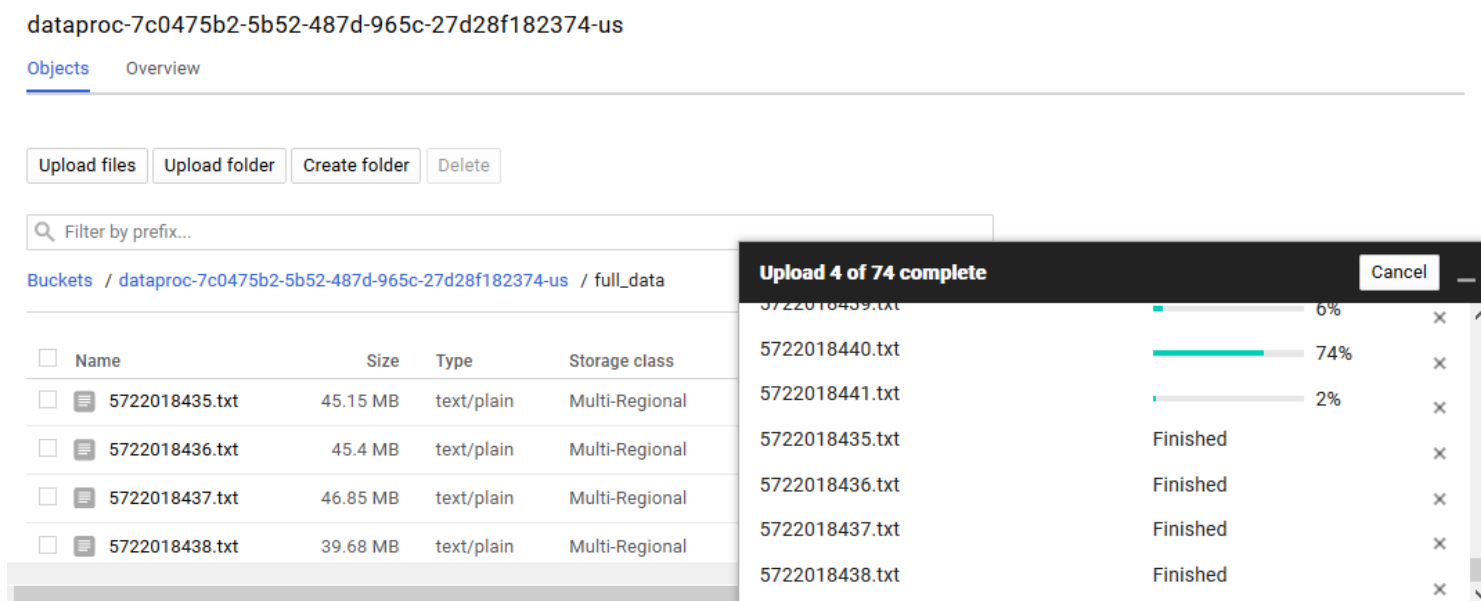 dataproc-7c0475b2-5b52-487d-965c-27d28f182374-us
Objects Overview
Upload files Upload folder Create folder Delete
Filter by prefix...
Buckets / dataproc-7c0475b2-5b52-487d-965c-27d28f182374-us / full_data
Name Size Type Storage class
5722018435.txt 45.15 MB text/plain Multi-Regional
5722018436.txt 45.4 MB text/plain Multi-Regional
5722018437.txt 46.85 MB text/plain Multi-Regional
5722018438.txt 39.68 MB text/plain Multi-Regional
Upload 4 of 74 complete Cancel
5722018439.txt 6%
5722018440.txt 74%
5722018441.txt 2%
5722018435.txt Finished
5722018436.txt Finished
5722018437.txt Finished
5722018438.txt Finished